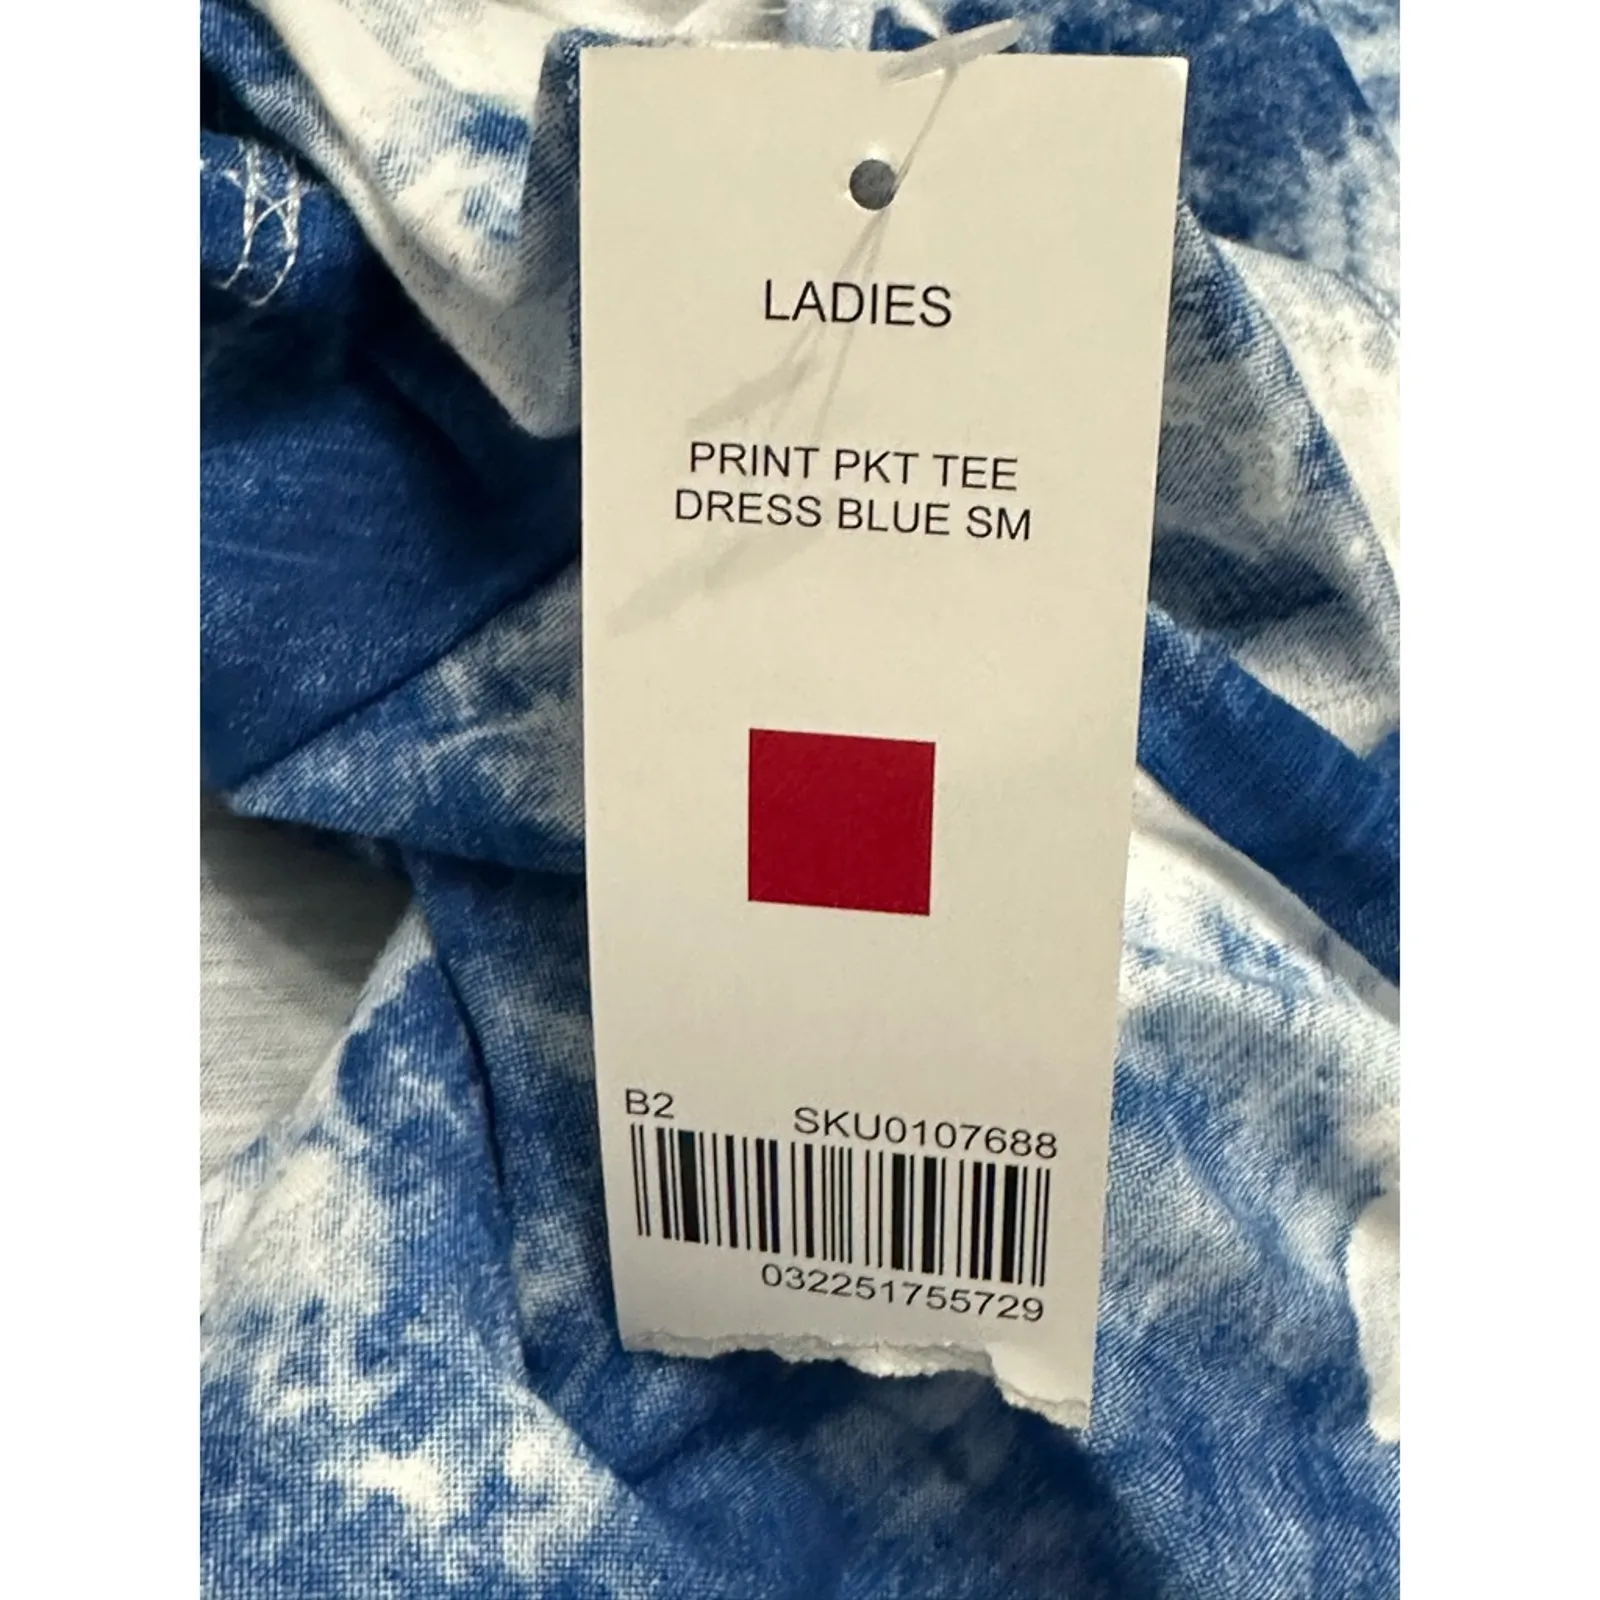 LADIES
PRINT PKT TEE
DRESS BLUE SM
B2
SKU0107688
032251755729